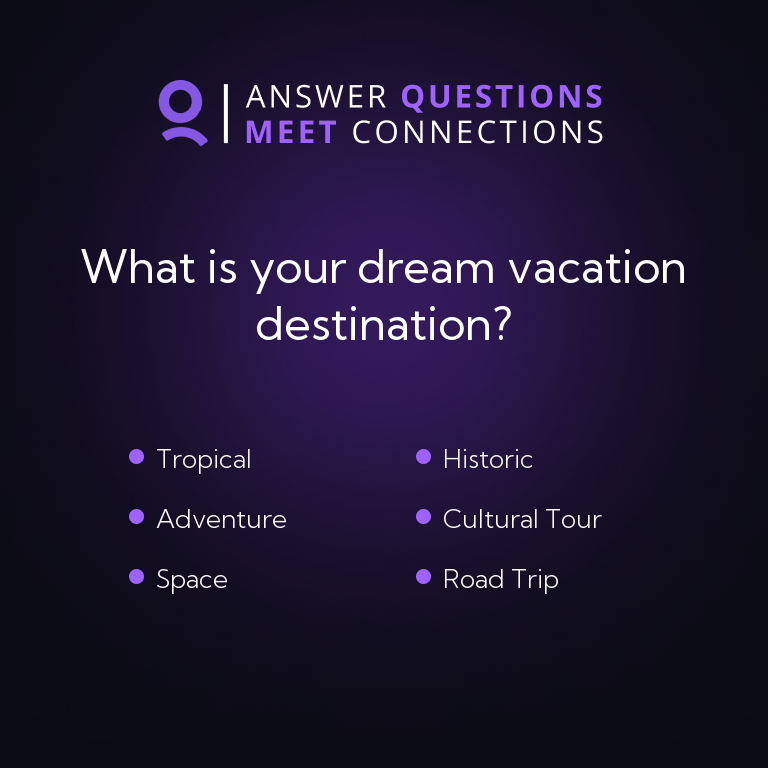 ANSWER QUESTIONS
MEET CONNECTIONS
What is your dream vacation
destination?
Tropical
Adventure
Space
Historic
Cultural Tour
Road Trip